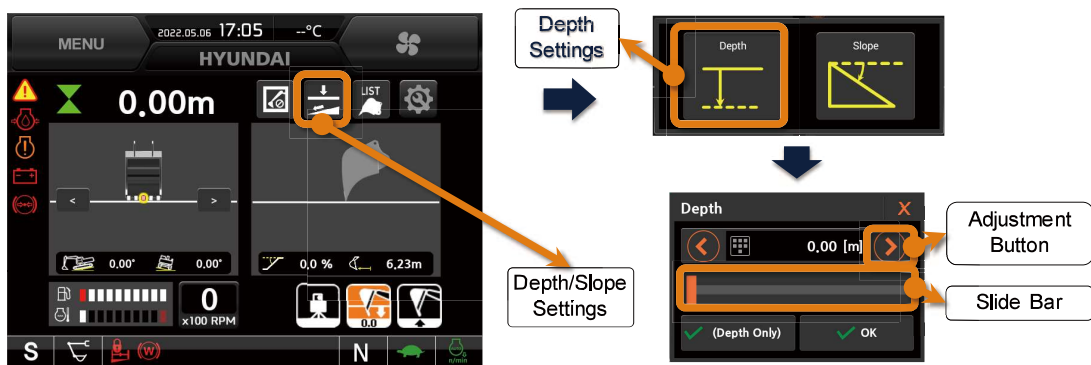 MENU
2022.05.06 17:05 --°C
HYUNDAI
0.00m
LIST
<
>
0.00°
0.00°
0.0 %
6,23m
0
x100 RPM
0.0
S
(W)
N
n/min
Depth
Settings
Depth
Slope
Depth/Slope
Settings
Depth
X
0,00 [m]
(Depth Only)
OK
Adjustment
Button
Slide Bar